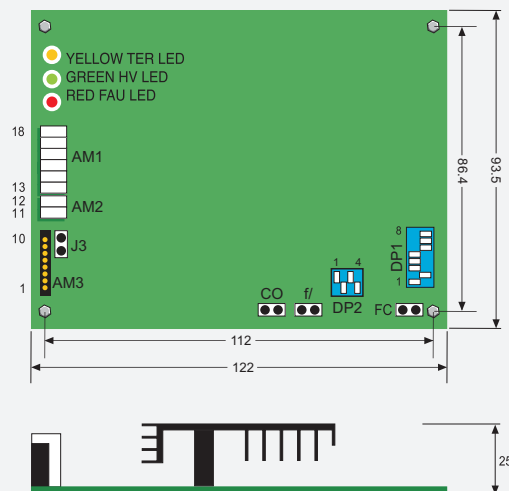 YELLOW TER LED
GREEN HV LED
RED FAU LED
18
AM1
13
12
AM2
11
10
J3
1
AM3
CO
f/
1 4
DP2
8
DP1
1
FC
86.4
93.5
112
122
25